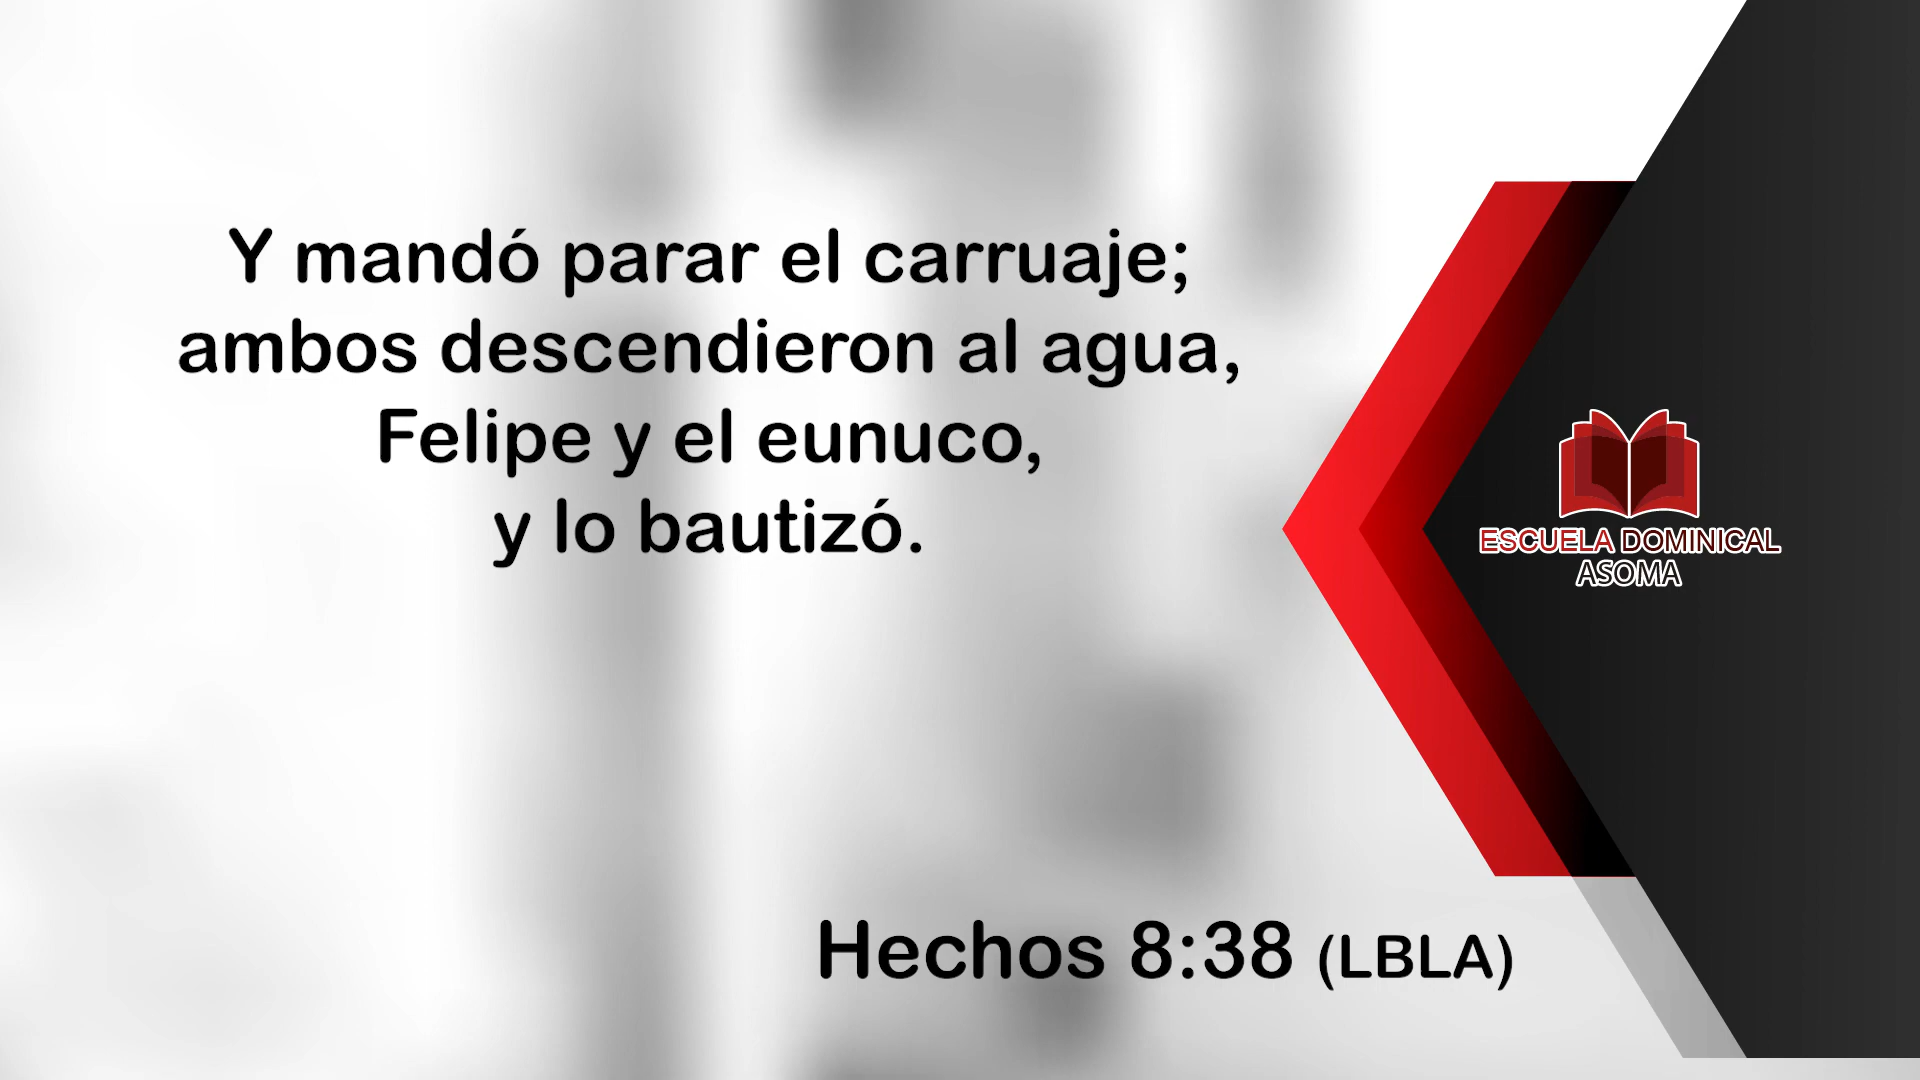 Y mandó parar el carruaje;
ambos descendieron al agua,
Felipe y el eunuco,
y lo bautizó.
ESCUELA DOMINICAL
ASOMA
Hechos 8:38 (LBLA)